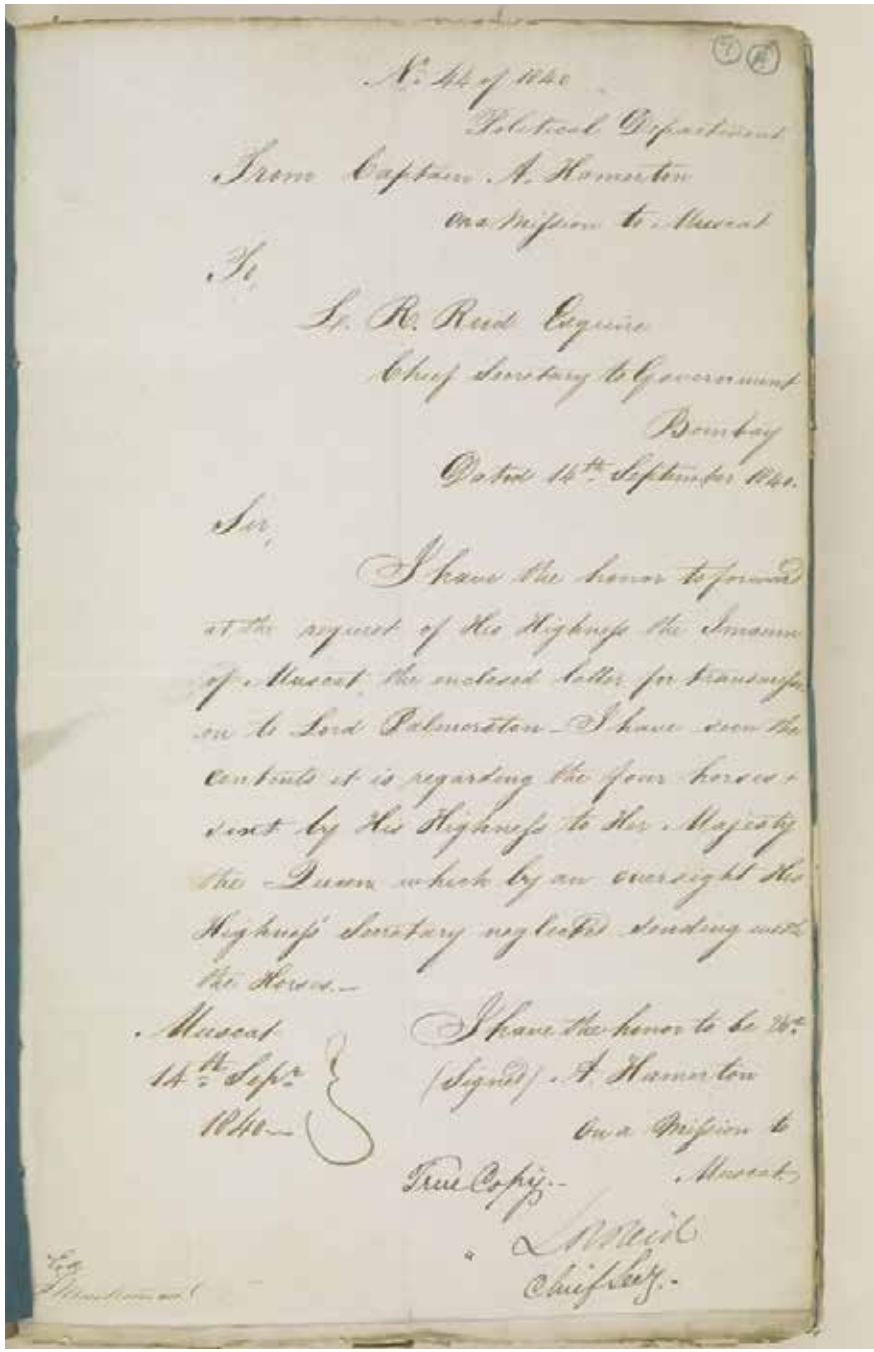 7 4
No. 44 of 1840
Political Department
From Captain A. Hamerton
On a Mission to Muscat
To,
L. R. Reid Esquire
Chief Secretary to Government
Bombay
Dated 14th September 1840.
Sir,
I have the honor to forward
at the request of His Highness the Imaum
of Muscat, the enclosed letter for transmissi
on to Lord Palmerston - I have seen the
contents it is regarding the four horses
sent by His Highness to Her Majesty
the Queen which by an oversight His
Highness' Secretary neglected sending with
the Horses.—
Muscat
14th Sepr.
1840—
I have the honor to be &ca.
(Signed) A. Hamerton
On a Mission to
Muscat
True Copy.-
L R Reid
Chief Secy.-